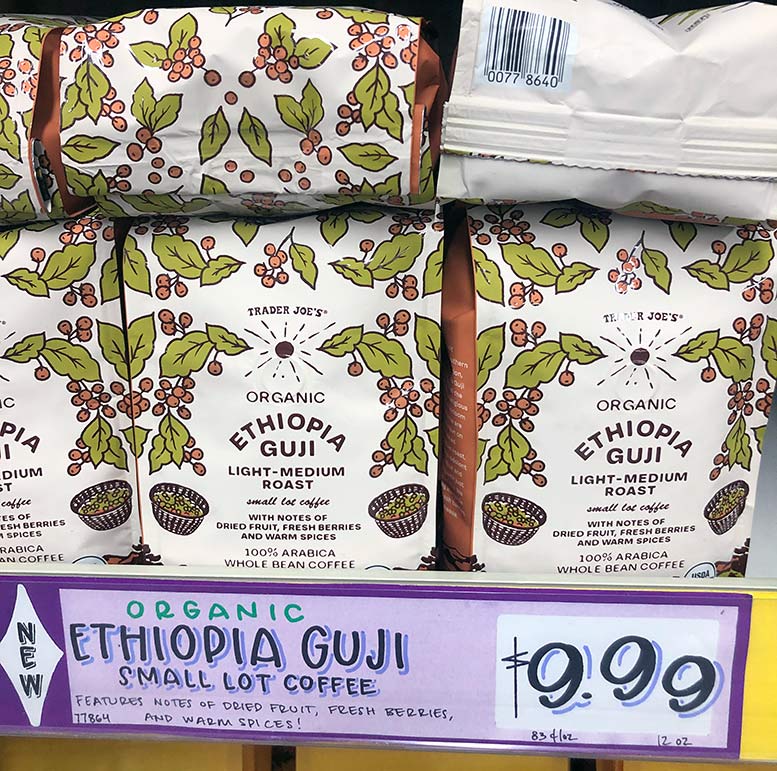 0077 8640
TRADER JOE'S®
ORGANIC
ETHIOPIA
GUJI
LIGHT-MEDIUM
ROAST
small lot coffee
WITH NOTES OF
DRIED FRUIT, FRESH BERRIES
AND WARM SPICES
100% ARABICA
WHOLE BEAN COFFEE
TRADER JOE'S®
ORGANIC
ETHIOPIA
GUJI
LIGHT-MEDIUM
ROAST
small lot coffee
WITH NOTES OF
DRIED FRUIT, FRESH BERRIES
AND WARM SPICES
100% ARABICA
WHOLE BEAN COFFEE
USDA
NEW
ORGANIC
ETHIOPIA GUJI
SMALL LOT COFFEE
FEATURES NOTES OF DRIED FRUIT, FRESH BERRIES,
77864 AND WARM SPICES!
$9.99
83¢/oz 12 oz